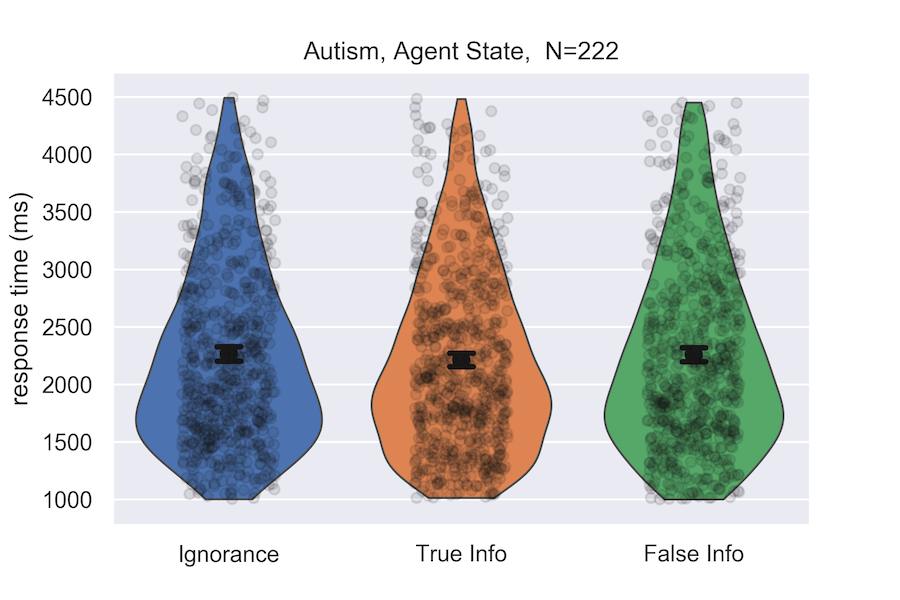 Autism, Agent State,  N=222
response time (ms)
4500
4000
3500
3000
2500
2000
1500
1000
Ignorance
True Info
False Info